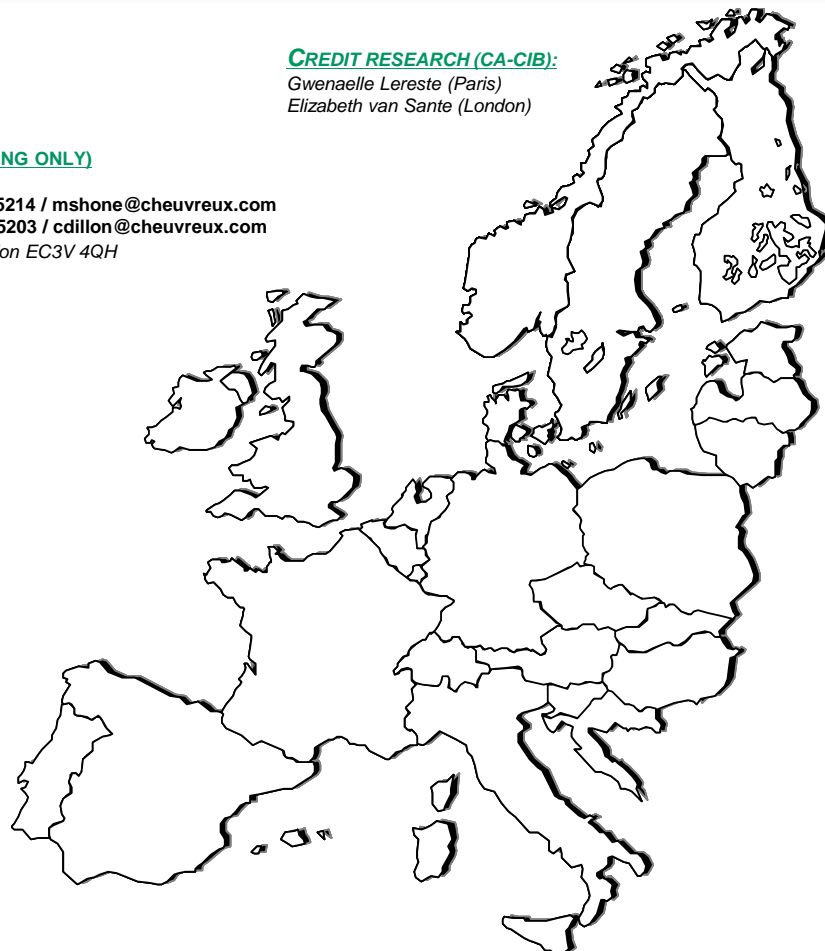 CREDIT RESEARCH (CA-CIB):
Gwenaelle Lereste (Paris)
Elizabeth van Sante (London)
NG ONLY)
5214 / mshone@cheuvreux.com
5203 / cdillon@cheuvreux.com
on EC3V 4QH